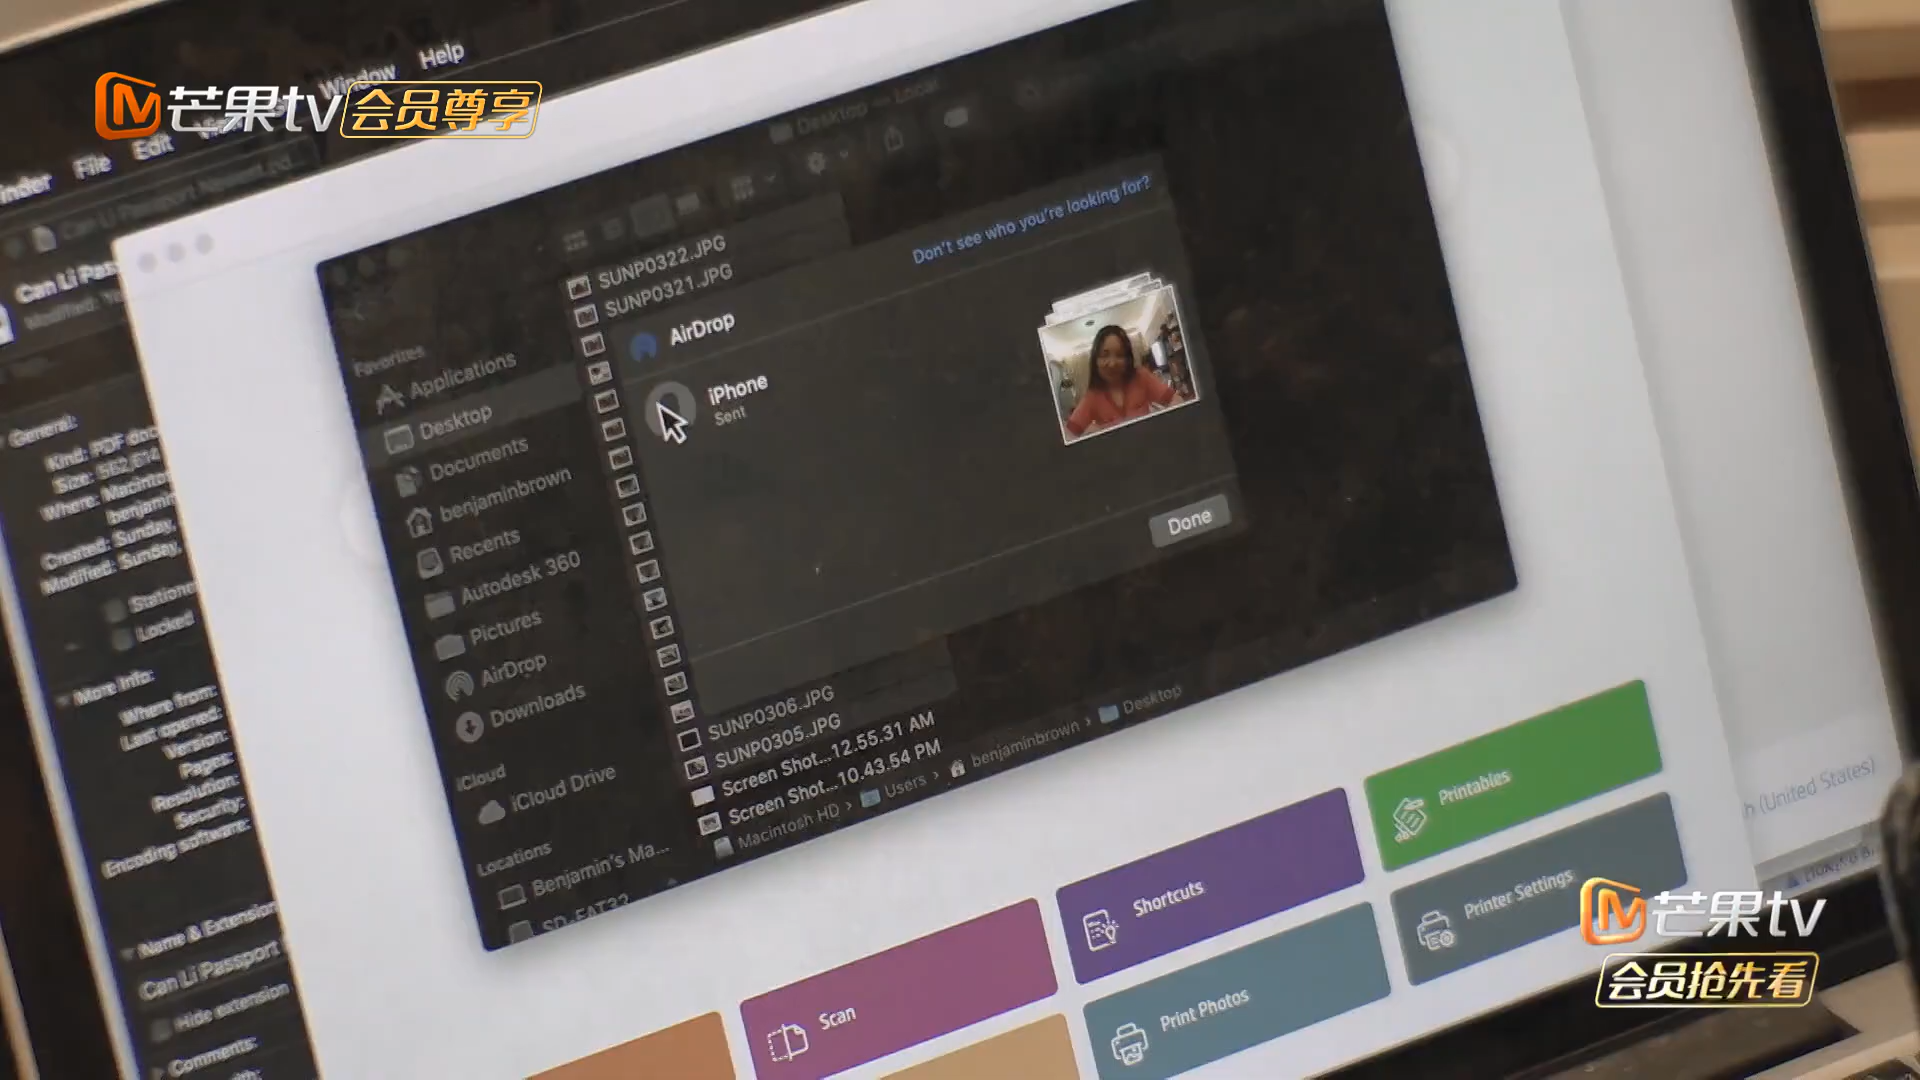 芒果tv 会员尊享
Window Help
File Edit
Can Li Pas
General:
Kind: PDF doc
Where: Macintos
benjamin
Created: Sunday,
Modified: Sunday,
Stationer
Locked
More Info:
Where from:
Last opened:
Version:
Pages:
Resolution:
Security:
Encoding software:
Name & Extension
Can Li Passport
Hide extension
Comments:
Desktop — Local
SUNP0322.JPG
SUNP0321.JPG
Don't see who you're looking for?
AirDrop
iPhone
Sent
Done
Favorites
Applications
Desktop
Documents
benjaminbrown
Recents
Autodesk 360
Pictures
AirDrop
Downloads
iCloud
iCloud Drive
Locations
Benjamin's Ma...
SD-FAT32
SUNP0306.JPG
SUNP0305.JPG
Screen Shot...12.55.31 AM
Screen Shot...10.43.54 PM
Macintosh HD › Users › benjaminbrown › Desktop
Printables
Shortcuts
Printer Settings
Scan
Print Photos
(United States)
芒果tv
会员抢先看